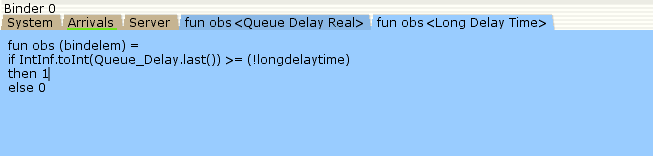 Binder 0
System Arrivals Server fun obs <Queue Delay Real> fun obs <Long Delay Time>
fun obs (bindelem) =
if IntInf.toInt(Queue_Delay.last()) >= (!longdelaytime)
then 1
else 0